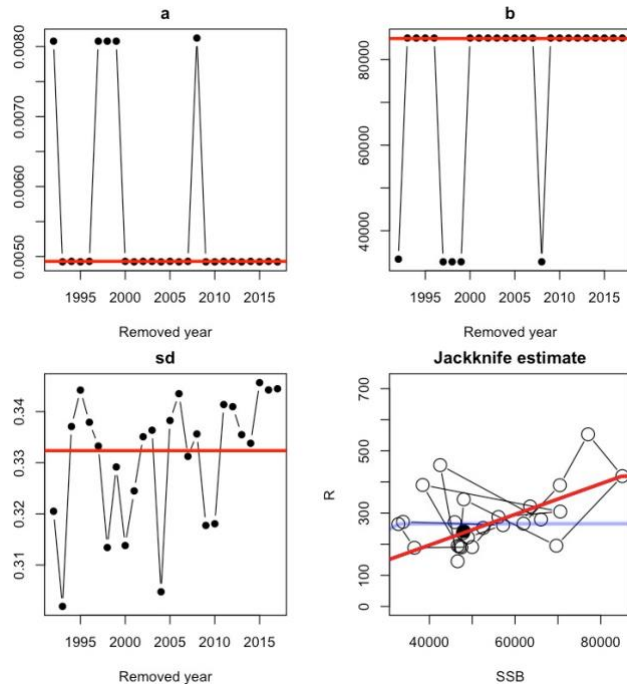 a
b
0.0050 0.0060 0.0070 0.0080
40000 60000 80000
1995 2000 2005 2010 2015
1995 2000 2005 2010 2015
Removed year
Removed year
sd
Jackknife estimate
0.31 0.32 0.33 0.34
R
0 100 300 500 700
1995 2000 2005 2010 2015
40000 60000 80000
Removed year
SSB